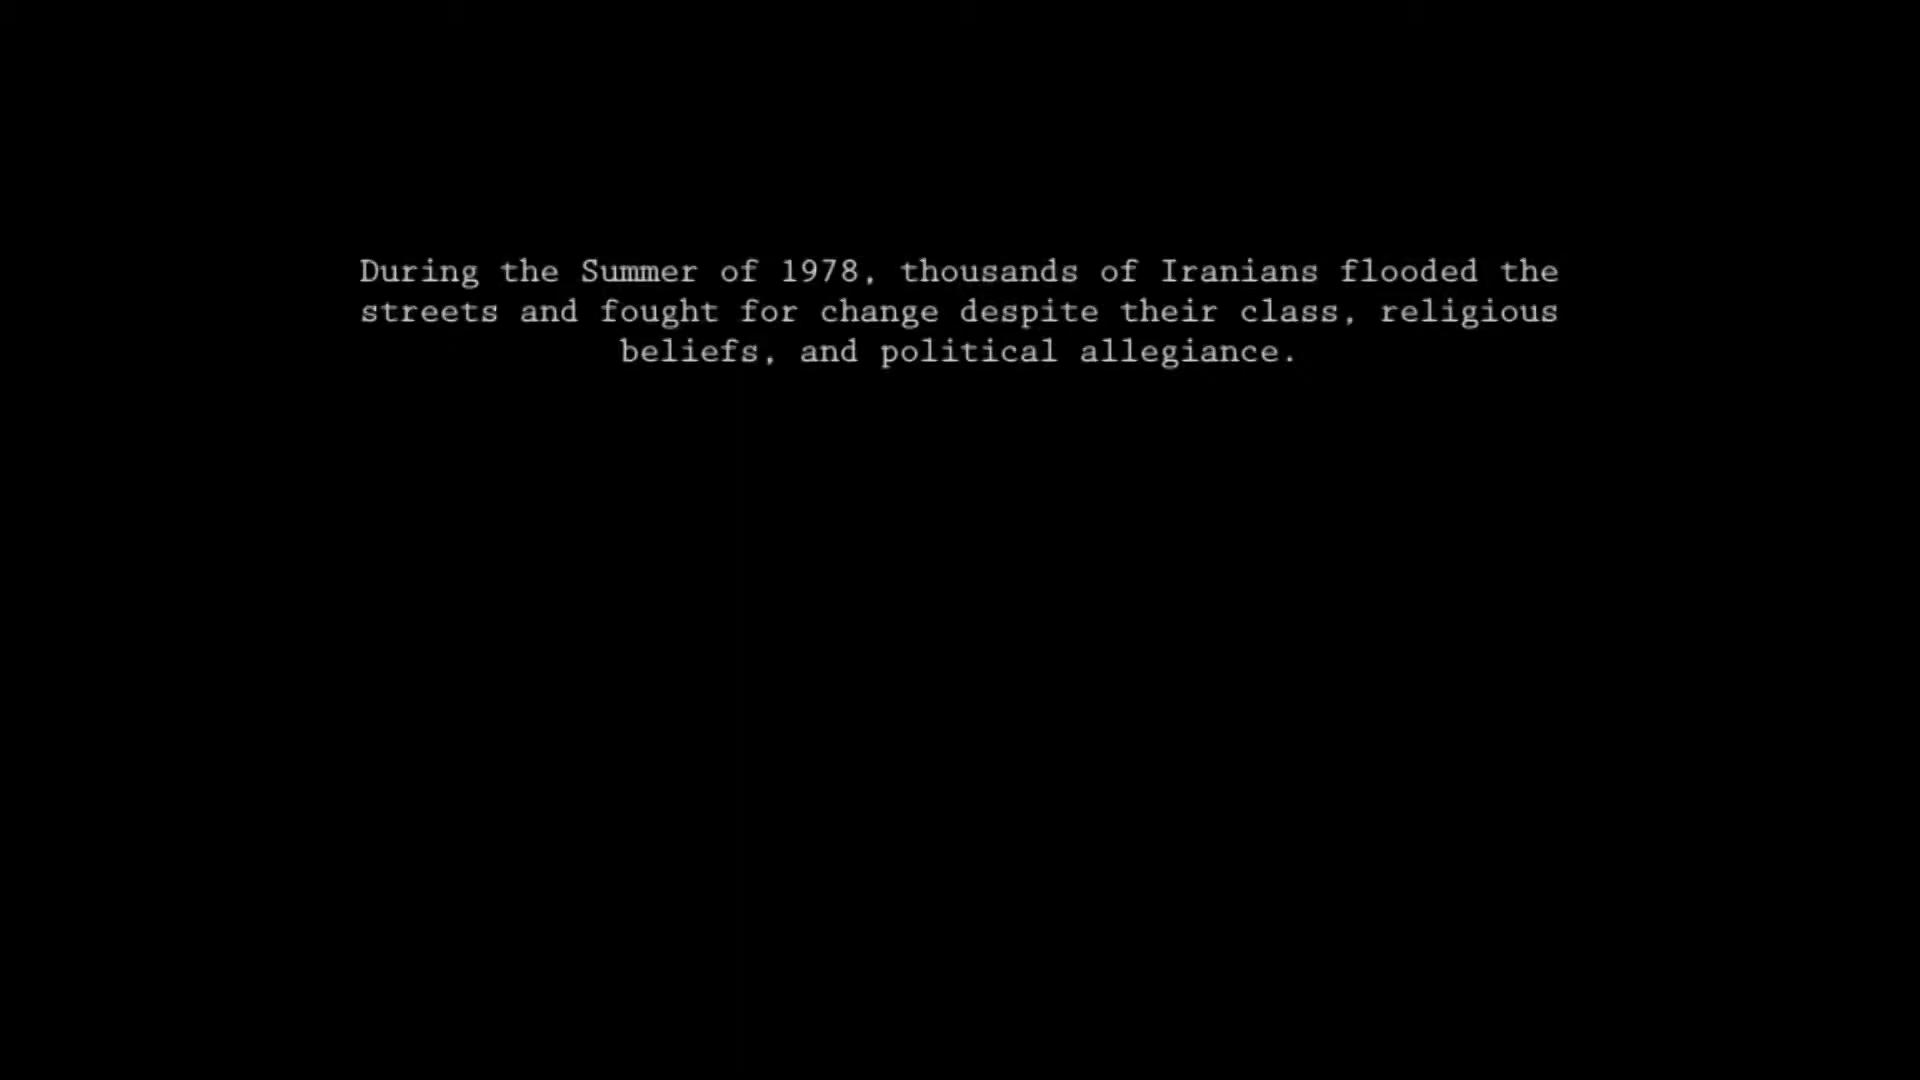 During the Summer of 1978, thousands of Iranians flooded the
streets and fought for change despite their class, religious
beliefs, and political allegiance.